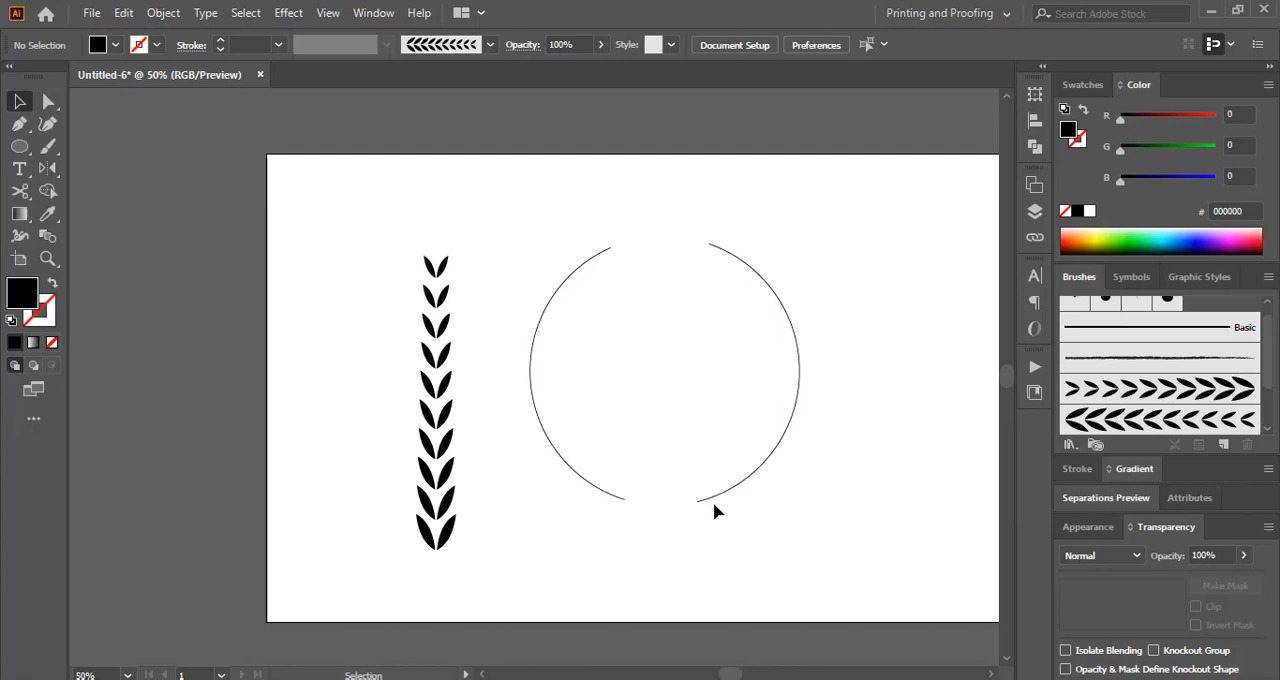 Ai File Edit Object Type Select Effect View Window Help Printing and Proofing Search Adobe Stock
No Selection Stroke: Opacity: 100% Style: Document Setup Preferences
Untitled-6* @ 50% (RGB/Preview)
Swatches Color
R 0
G 0
B 0
# 000000
Brushes Symbols Graphic Styles
Basic
Stroke Gradient
Separations Preview Attributes
Appearance Transparency
Normal Opacity: 100%
Make Mask
Clip
Invert Mask
Isolate Blending Knockout Group
Opacity & Mask Define Knockout Shape
50% 1 Selection